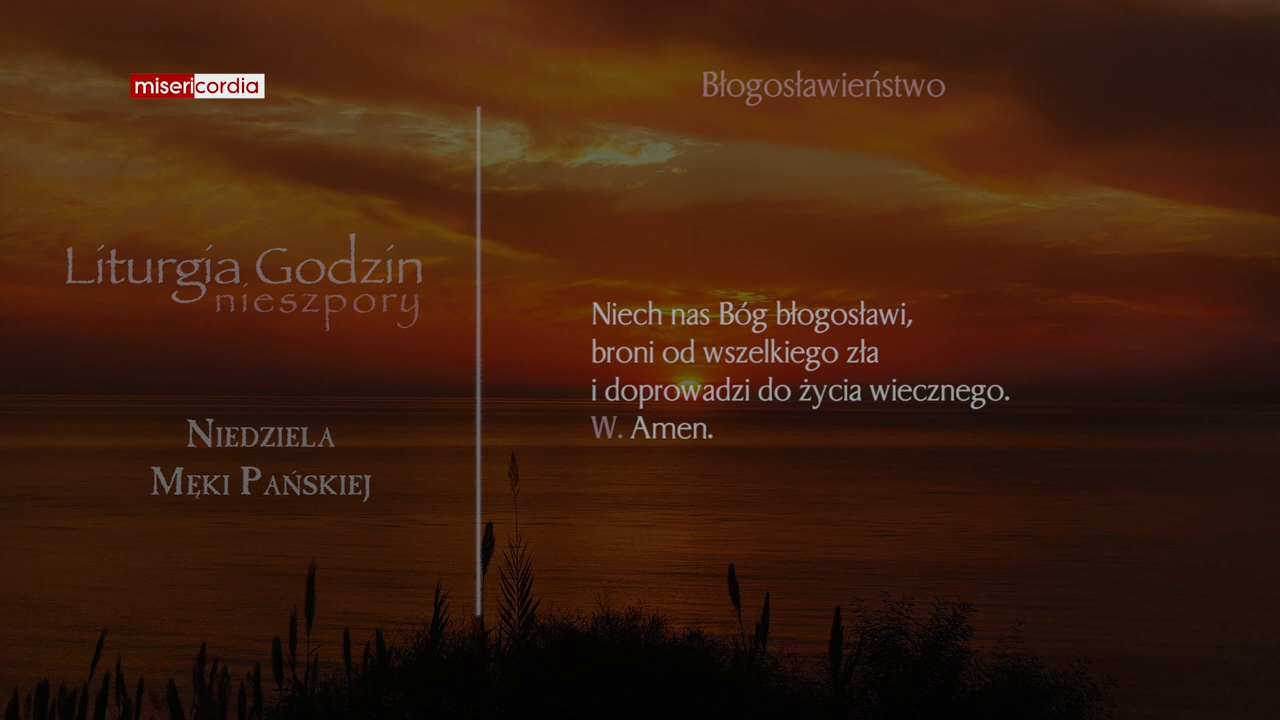 misericordia
Błogosławieństwo
Liturgia Godzin
nieszpory
Niech nas Bóg błogosławi,
broni od wszelkiego zła
i doprowadzi do życia wiecznego.
W. Amen.
Niedziela
Męki Pańskiej